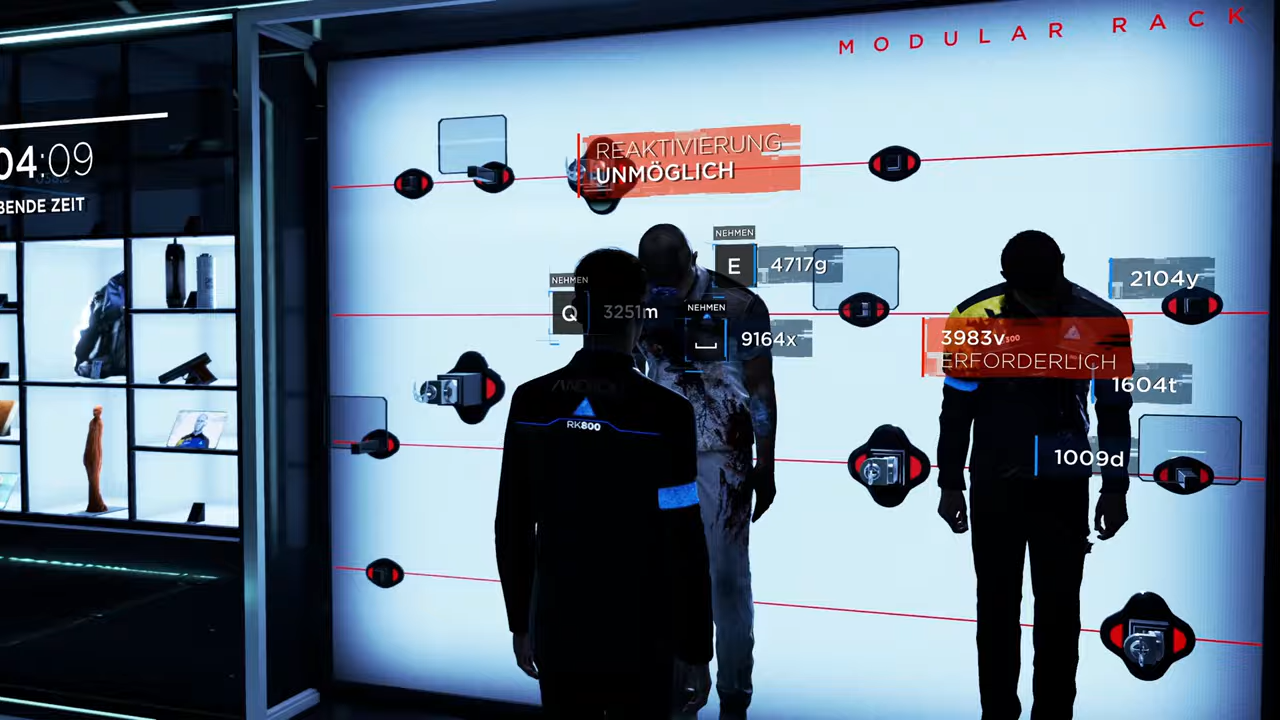 MODULAR RACK
04:09
BENDE ZEIT
REAKTIVIERUNG
UNMÖGLICH
NEHMEN
E 4717g
NEHMEN
Q 3251m
NEHMEN
9164x
2104y
3983v
ERFORDERLICH
1604t
1009d
RK800